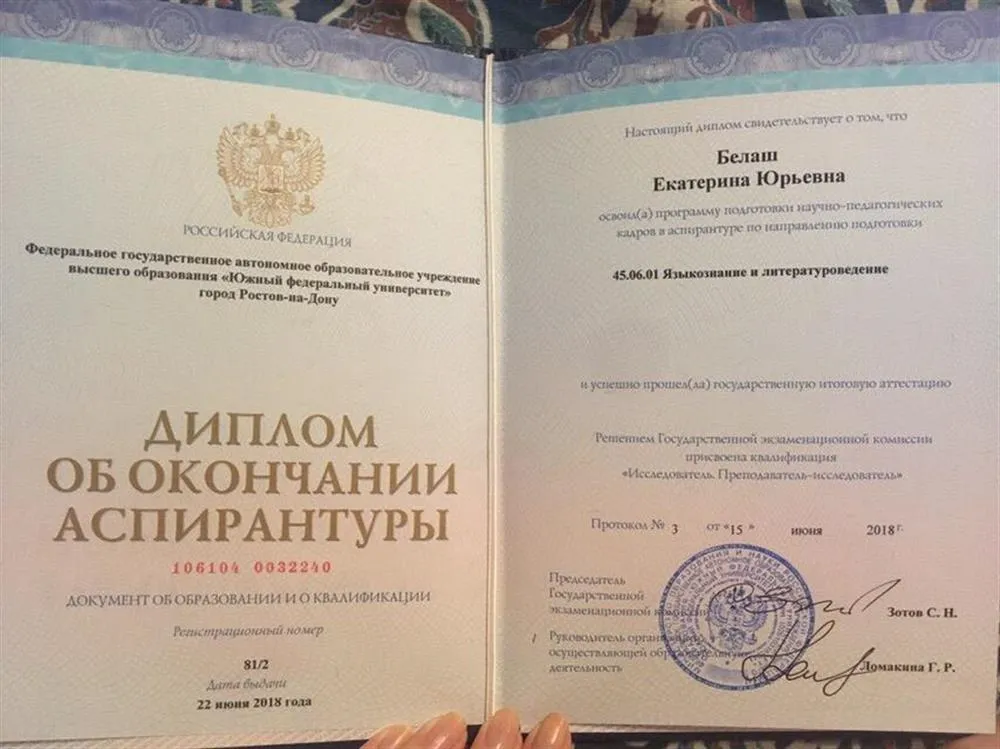 РОССИЙСКАЯ ФЕДЕРАЦИЯ
Федеральное государственное автономное образовательное учреждение
высшего образования «Южный федеральный университет»
город Ростов-на-Дону
ДИПЛОМ
ОБ ОКОНЧАНИИ
АСПИРАНТУРЫ
106104 0032240
ДОКУМЕНТ ОБ ОБРАЗОВАНИИ И О КВАЛИФИКАЦИИ
Регистрационный номер
81/2
Дата выдачи
22 июня 2018 года
Настоящий диплом свидетельствует о том, что
Белаш
Екатерина Юрьевна
освоил(а) программу подготовки научно-педагогических
кадров в аспирантуре по направлению подготовки
45.06.01 Языкознание и литературоведение
и успешно прошел(ла) государственную итоговую аттестацию
Решением Государственной экзаменационной комиссии
присвоена квалификация
«Исследователь. Преподаватель-исследователь»
Протокол № 3 от «15 » июня 2018 г.
Председатель
Государственной
экзаменационной комиссии
Зотов С. Н.
Руководитель
осуществляющей образовательную
деятельность
Ломакина Г. Р.